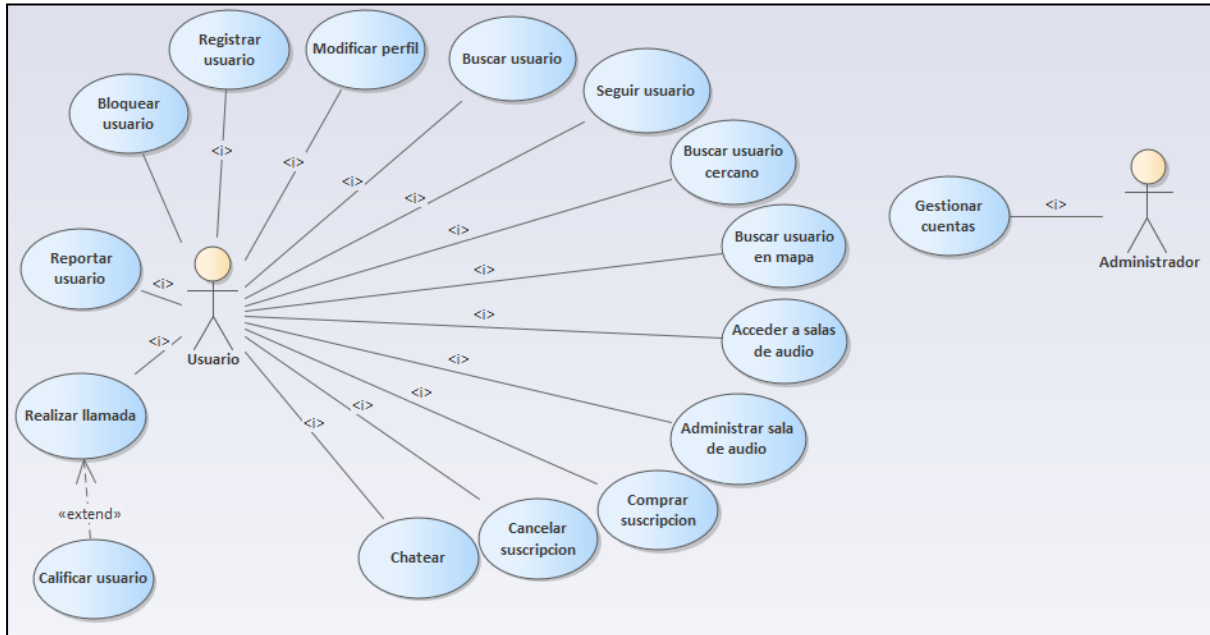 Registrar
usuario
Modificar perfil
Buscar usuario
Seguir usuario
Bloquear
usuario
<i>
<i>
<i>
<i>
Buscar usuario
cercano
<i>
Gestionar
cuentas
<i>
Administrador
Reportar
usuario
<i>
Usuario
Buscar usuario
en mapa
<i>
Acceder a salas
de audio
<i>
Realizar llamada
<i>
Administrar sala
de audio
<i>
Comprar
suscripcion
<i>
Cancelar
suscripcion
<i>
Chatear
<i>
«extend»
Calificar usuario